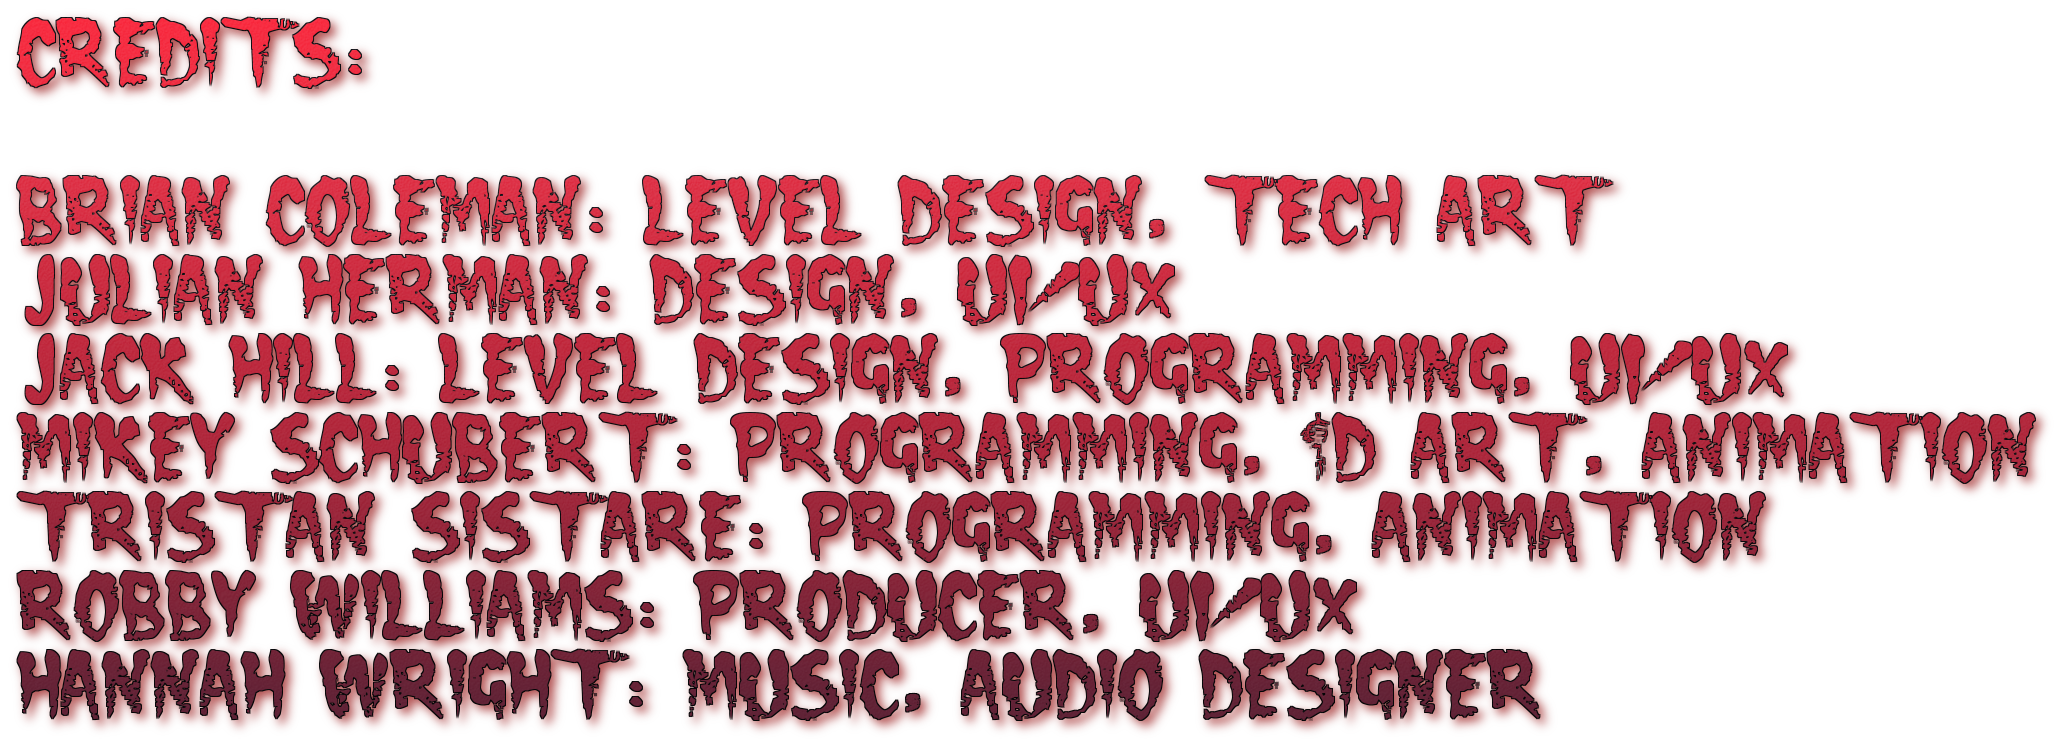 CREDITS:
BRIAN COLEMAN: LEVEL DESIGN, TECH ART
JULIAN HERMAN: DESIGN, UI/UX
JACK HILL: LEVEL DESIGN, PROGRAMMING, UI/UX
MIKEY SCHUBERT: PROGRAMMING, D ART, ANIMATION
TRISTAN SISTARE: PROGRAMMING, ANIMATION
ROBBY WILLIAMS: PRODUCER, UI/UX
HANNAH WRIGHT: MUSIC, AUDIO DESIGNER